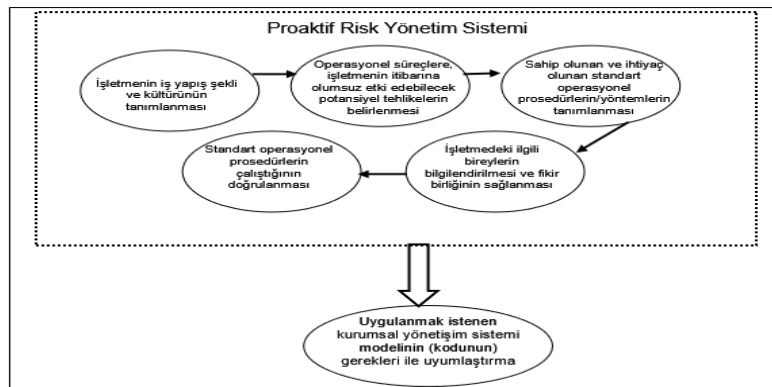 Proaktif Risk Yönetim Sistemi
İşletmenin iş yapış şekli
ve kültürünün
tanımlanması
Operasyonel süreçlere,
işletmenin itibarına
olumsuz etki edebilecek
potansiyel tehlikelerin
belirlenmesi
Sahip olunan ve ihtiyaç
olunan standart
operasyonel
prosedürlerin/yöntemlerin
tanımlanması
İşletmedeki ilgili
bireylerin
bilgilendirilmesi ve fikir
birliğinin sağlanması
Standart operasyonel
prosedürlerin
çalıştığının
doğrulanması
Uygulanmak istenen
kurumsal yönetişim sistemi
modelinin (kodunun)
gerekleri ile uyumlaştırma